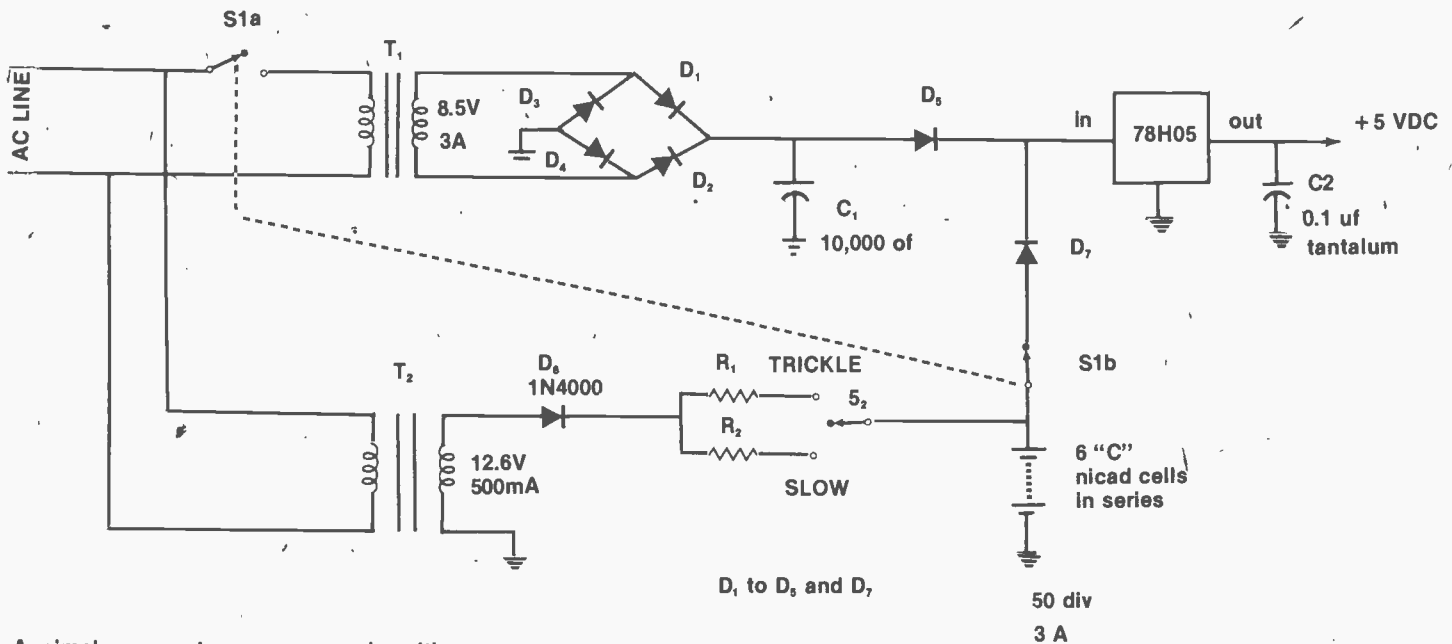 S1a
AC LINE
T₁
8.5V
3A
D₃
D₁
D₄
D₂
C₁
10,000 of
D₅
in
78H05
out
+ 5 VDC
C2
0.1 uf
tantalum
D₇
S1b
T₂
12.6V
500mA
D₆
1N4000
R₁
TRICKLE
R₂
SLOW
5₂
6 "C"
nicad cells
in series
D₁ to D₅ and D₇
50 div
3 A